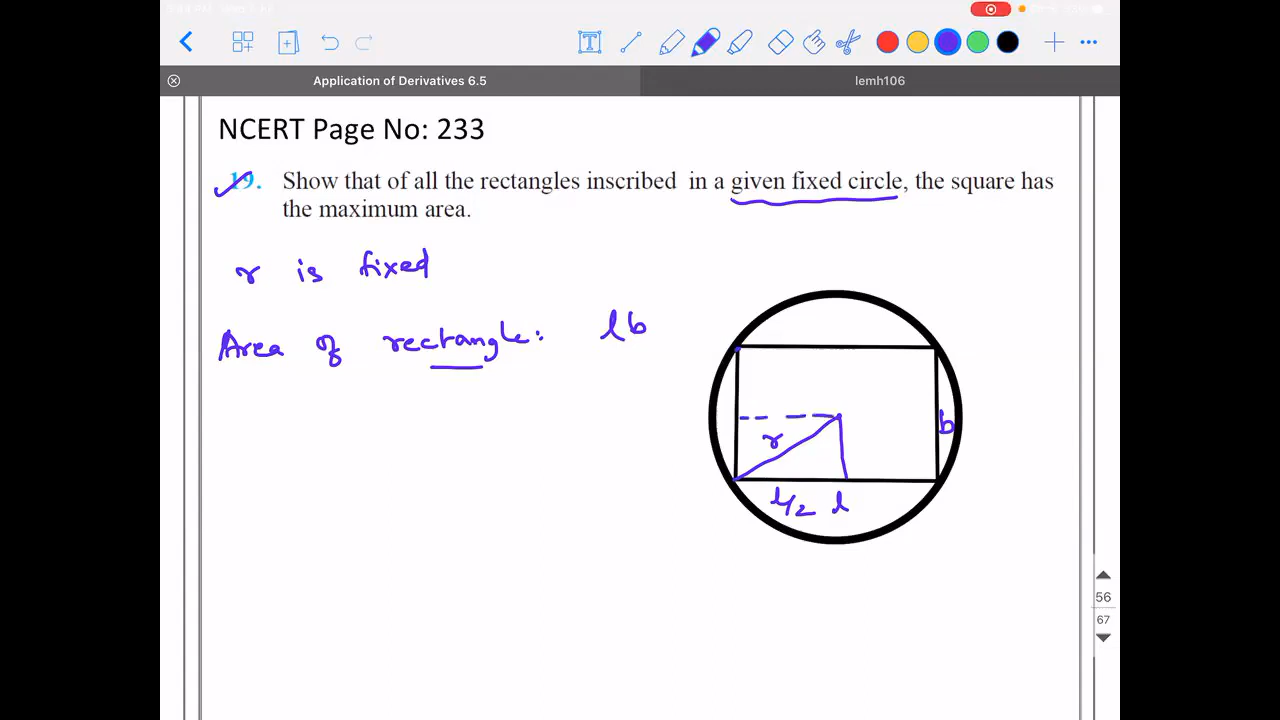 Application of Derivatives 6.5
lemh106
NCERT Page No: 233
19. Show that of all the rectangles inscribed in a given fixed circle, the square has
the maximum area.
r is fixed
Area of rectangle: lb
b
r
l/2 l
56
67